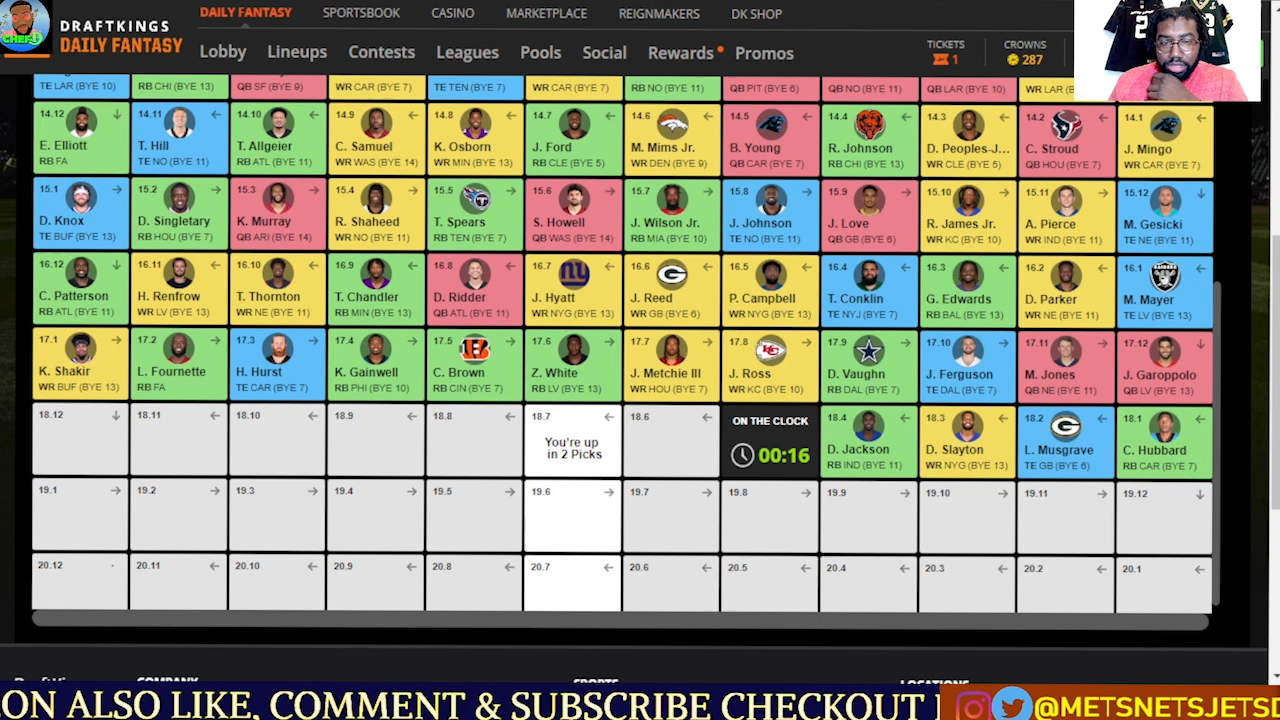 CHEF
DRAFTKINGS
DAILY FANTASY
DAILY FANTASY SPORTSBOOK CASINO MARKETPLACE REIGNMAKERS DK SHOP
Lobby Lineups Contests Leagues Pools Social Rewards Promos
TICKETS
1
CROWNS
287
TE LAR (BYE 10) RB CHI (BYE 13) QB SF (BYE 9) WR CAR (BYE 7) TE TEN (BYE 7) WR CAR (BYE 7) RB NO (BYE 11) QB PIT (BYE 6) QB NO (BYE 11) QB LAR (BYE 10) WR LAR (B
14.12 14.11 14.10 14.9 14.8 14.7 14.6 14.5 14.4 14.3 14.2 14.1
E. Elliott T. Hill T. Allgeier C. Samuel K. Osborn J. Ford M. Mims Jr. B. Young R. Johnson D. Peoples-J... C. Stroud J. Mingo
RB FA TE NO (BYE 11) RB ATL (BYE 11) WR WAS (BYE 14) WR MIN (BYE 13) RB CLE (BYE 5) WR DEN (BYE 9) QB CAR (BYE 7) RB CHI (BYE 13) WR CLE (BYE 5) QB HOU (BYE 7) WR CAR (BYE 7)
15.1 15.2 15.3 15.4 15.5 15.6 15.7 15.8 15.9 15.10 15.11 15.12
D. Knox D. Singletary K. Murray R. Shaheed T. Spears S. Howell J. Wilson Jr. J. Johnson J. Love R. James Jr. A. Pierce M. Gesicki
TE BUF (BYE 13) RB HOU (BYE 7) QB ARI (BYE 14) WR NO (BYE 11) RB TEN (BYE 7) QB WAS (BYE 14) RB MIA (BYE 10) TE NO (BYE 11) QB GB (BYE 6) WR KC (BYE 10) WR IND (BYE 11) TE NE (BYE 11)
16.12 16.11 16.10 16.9 16.8 16.7 16.6 16.5 16.4 16.3 16.2 16.1
C. Patterson H. Renfrow T. Thornton T. Chandler D. Ridder J. Hyatt J. Reed P. Campbell T. Conklin G. Edwards D. Parker M. Mayer
RB ATL (BYE 11) WR LV (BYE 13) WR NE (BYE 11) RB MIN (BYE 13) QB ATL (BYE 11) WR NYG (BYE 13) WR GB (BYE 6) WR NYG (BYE 13) TE NYJ (BYE 7) RB BAL (BYE 13) WR NE (BYE 11) TE LV (BYE 13)
17.1 17.2 17.3 17.4 17.5 17.6 17.7 17.8 17.9 17.10 17.11 17.12
K. Shakir L. Fournette H. Hurst K. Gainwell C. Brown Z. White J. Metchie III J. Ross D. Vaughn J. Ferguson M. Jones J. Garoppolo
WR BUF (BYE 13) RB FA TE CAR (BYE 7) RB PHI (BYE 10) RB CIN (BYE 7) RB LV (BYE 13) WR HOU (BYE 7) WR KC (BYE 10) RB DAL (BYE 7) TE DAL (BYE 7) QB NE (BYE 11) QB LV (BYE 13)
18.12 18.11 18.10 18.9 18.8 18.7 18.6 ON THE CLOCK 18.4 18.3 18.2 18.1
You're up
in 2 Picks
00:16
D. Jackson D. Slayton L. Musgrave C. Hubbard
RB IND (BYE 11) WR NYG (BYE 13) TE GB (BYE 6) RB CAR (BYE 7)
19.1 19.2 19.3 19.4 19.5 19.6 19.7 19.8 19.9 19.10 19.11 19.12
20.12 20.11 20.10 20.9 20.8 20.7 20.6 20.5 20.4 20.3 20.2 20.1
ON ALSO LIKE, COMMENT & SUBSCRIBE CHECKOUT
@METSNETSJETS